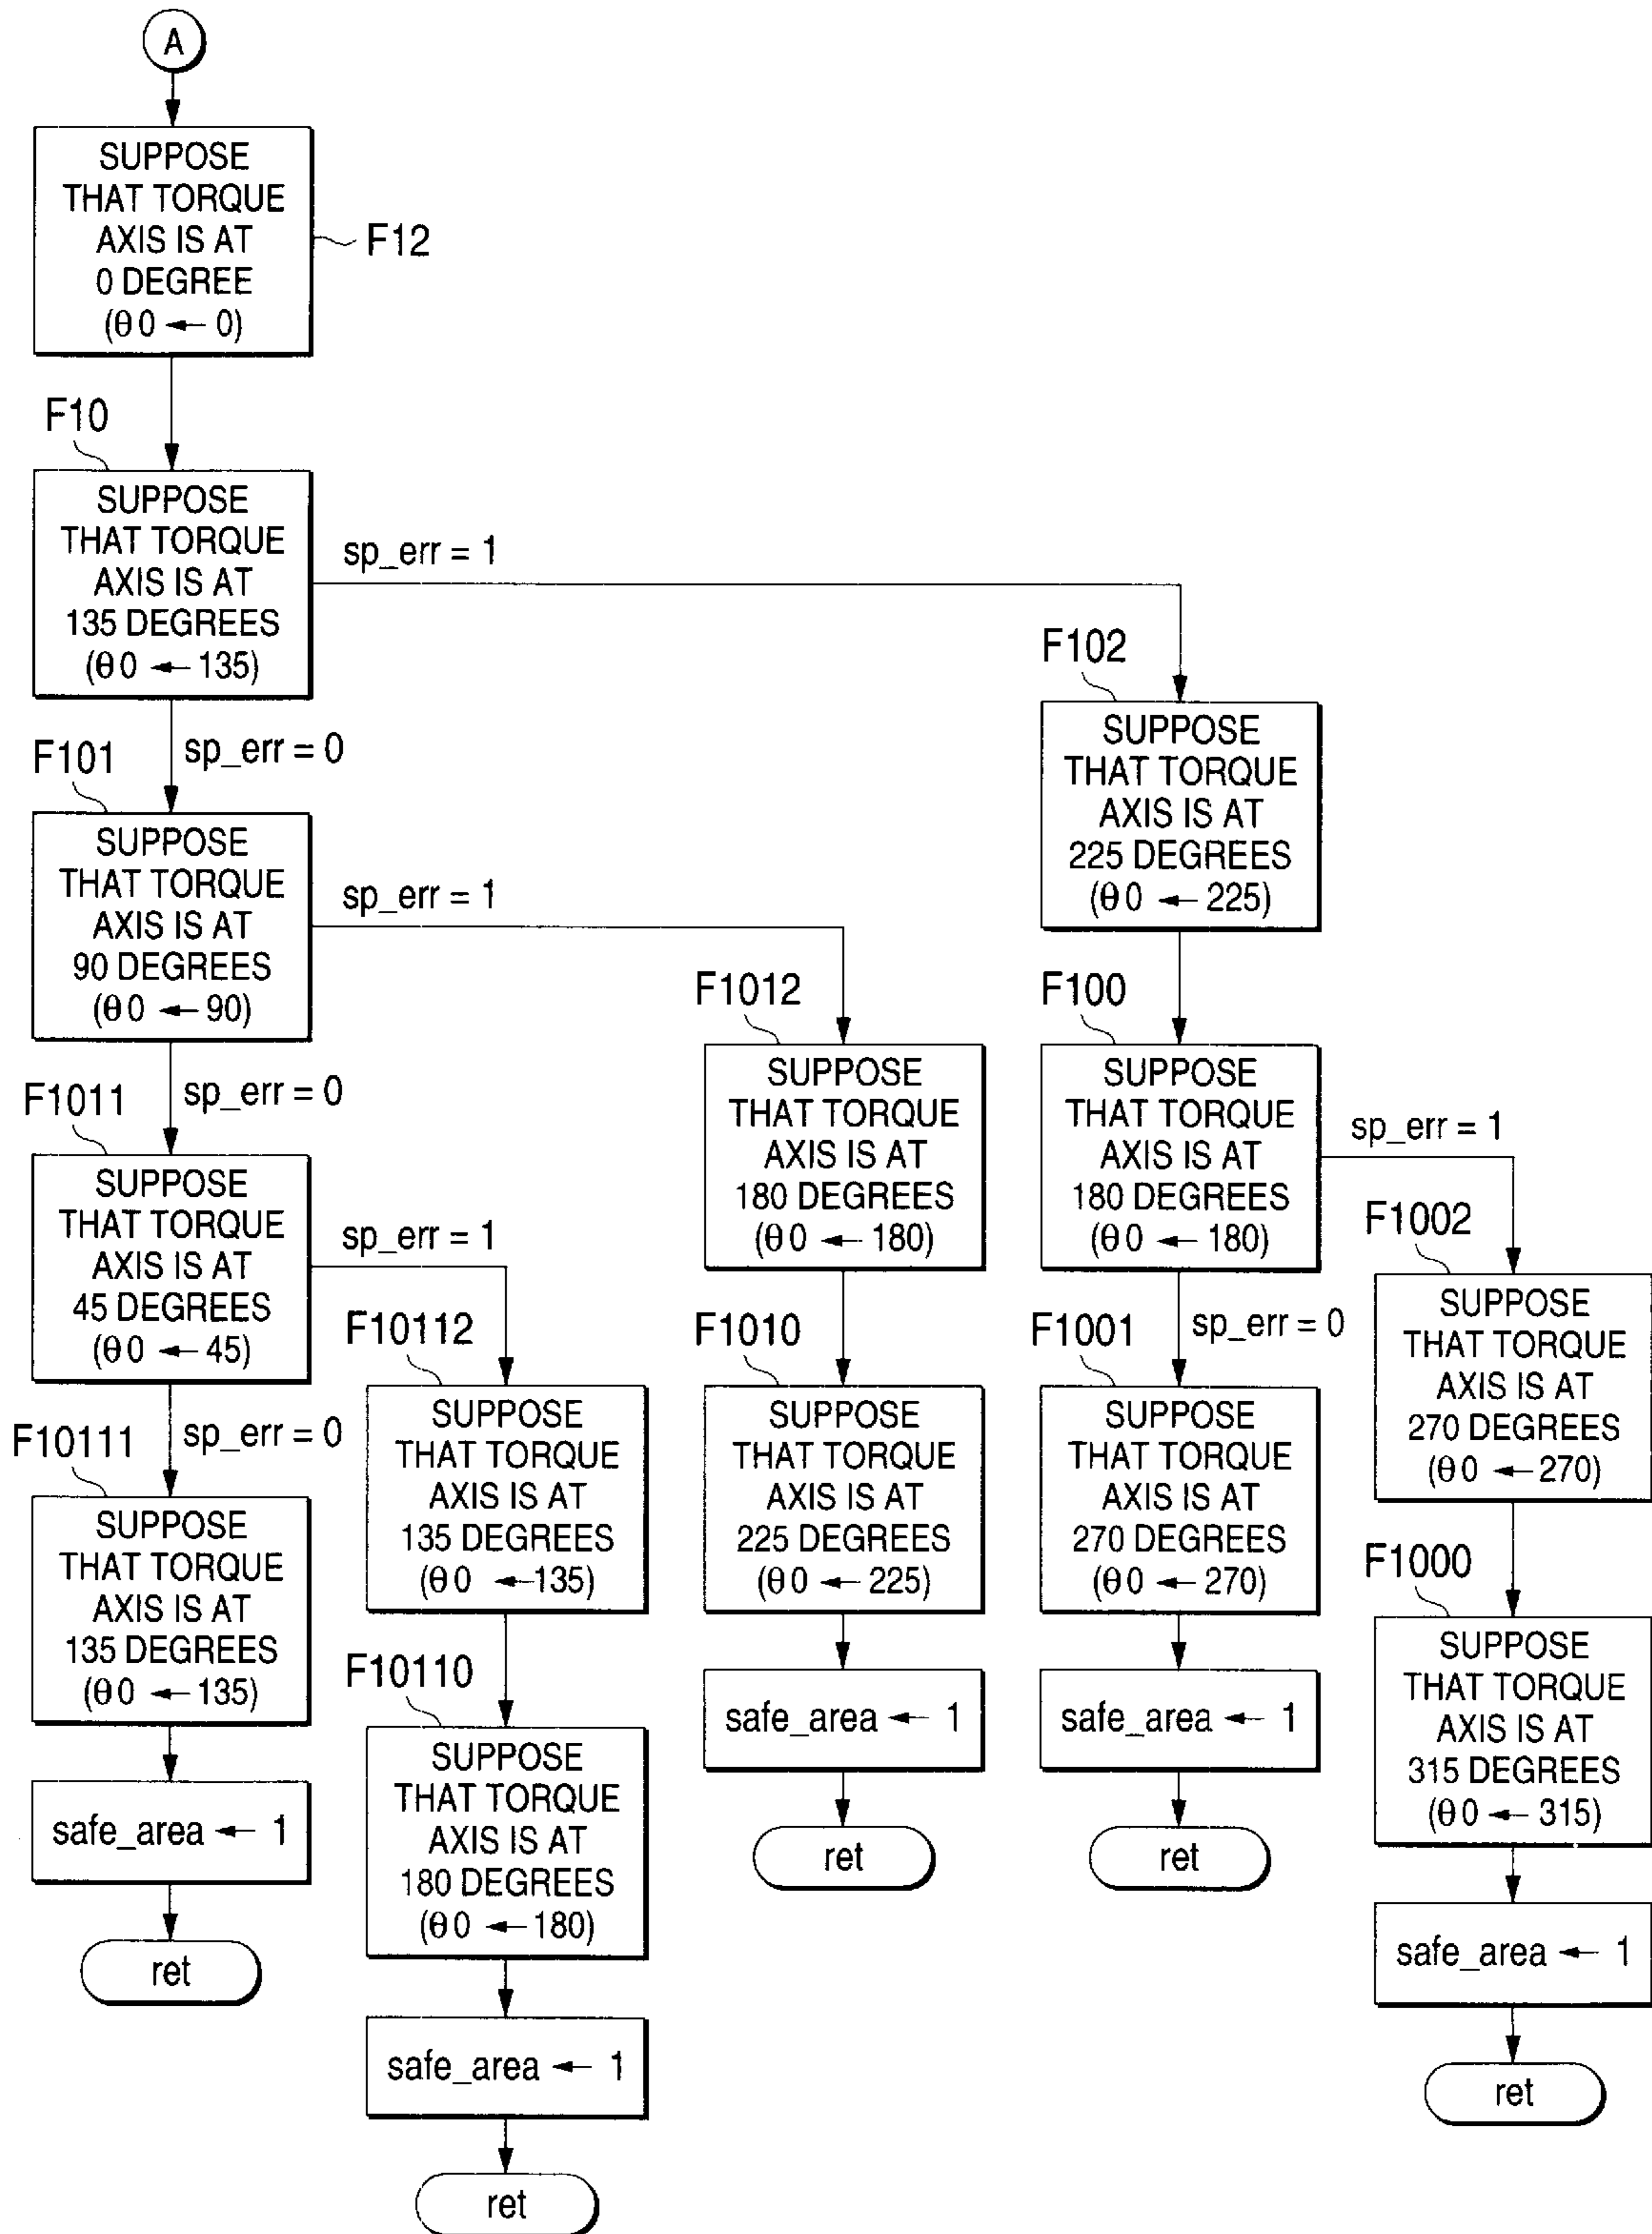 A
SUPPOSE
THAT TORQUE
AXIS IS AT
0 DEGREE
(θ0 ← 0)
F12
F10
SUPPOSE
THAT TORQUE
AXIS IS AT
135 DEGREES
(θ0 ← 135)
sp_err = 1
sp_err = 0
F102
SUPPOSE
THAT TORQUE
AXIS IS AT
225 DEGREES
(θ0 ← 225)
F101
SUPPOSE
THAT TORQUE
AXIS IS AT
90 DEGREES
(θ0 ← 90)
sp_err = 1
sp_err = 0
F1012
SUPPOSE
THAT TORQUE
AXIS IS AT
180 DEGREES
(θ0 ← 180)
F100
SUPPOSE
THAT TORQUE
AXIS IS AT
180 DEGREES
(θ0 ← 180)
sp_err = 1
sp_err = 0
F1011
SUPPOSE
THAT TORQUE
AXIS IS AT
45 DEGREES
(θ0 ← 45)
sp_err = 1
sp_err = 0
F1002
SUPPOSE
THAT TORQUE
AXIS IS AT
270 DEGREES
(θ0 ← 270)
F10112
SUPPOSE
THAT TORQUE
AXIS IS AT
135 DEGREES
(θ0 ← 135)
F1010
SUPPOSE
THAT TORQUE
AXIS IS AT
225 DEGREES
(θ0 ← 225)
F1001
SUPPOSE
THAT TORQUE
AXIS IS AT
270 DEGREES
(θ0 ← 270)
F10111
SUPPOSE
THAT TORQUE
AXIS IS AT
135 DEGREES
(θ0 ← 135)
F1000
SUPPOSE
THAT TORQUE
AXIS IS AT
315 DEGREES
(θ0 ← 315)
F10110
SUPPOSE
THAT TORQUE
AXIS IS AT
180 DEGREES
(θ0 ← 180)
safe_area ← 1
safe_area ← 1
safe_area ← 1
ret
ret
safe_area ← 1
ret
ret
safe_area ← 1
ret